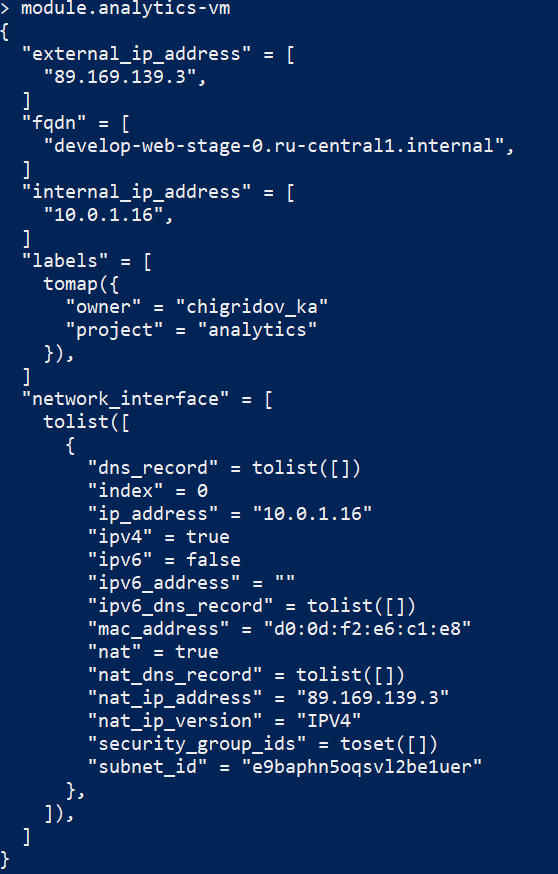 > module.analytics-vm
{
  "external_ip_address" = [
    "89.169.139.3",
  ]
  "fqdn" = [
    "develop-web-stage-0.ru-central1.internal",
  ]
  "internal_ip_address" = [
    "10.0.1.16",
  ]
  "labels" = [
    tomap({
      "owner" = "chigridov_ka"
      "project" = "analytics"
    }),
  ]
  "network_interface" = [
    tolist([
      {
        "dns_record" = tolist([])
        "index" = 0
        "ip_address" = "10.0.1.16"
        "ipv4" = true
        "ipv6" = false
        "ipv6_address" = ""
        "ipv6_dns_record" = tolist([])
        "mac_address" = "d0:0d:f2:e6:c1:e8"
        "nat" = true
        "nat_dns_record" = tolist([])
        "nat_ip_address" = "89.169.139.3"
        "nat_ip_version" = "IPV4"
        "security_group_ids" = toset([])
        "subnet_id" = "e9baphn5oqsvl2be1uer"
      },
    ]),
  ]
}